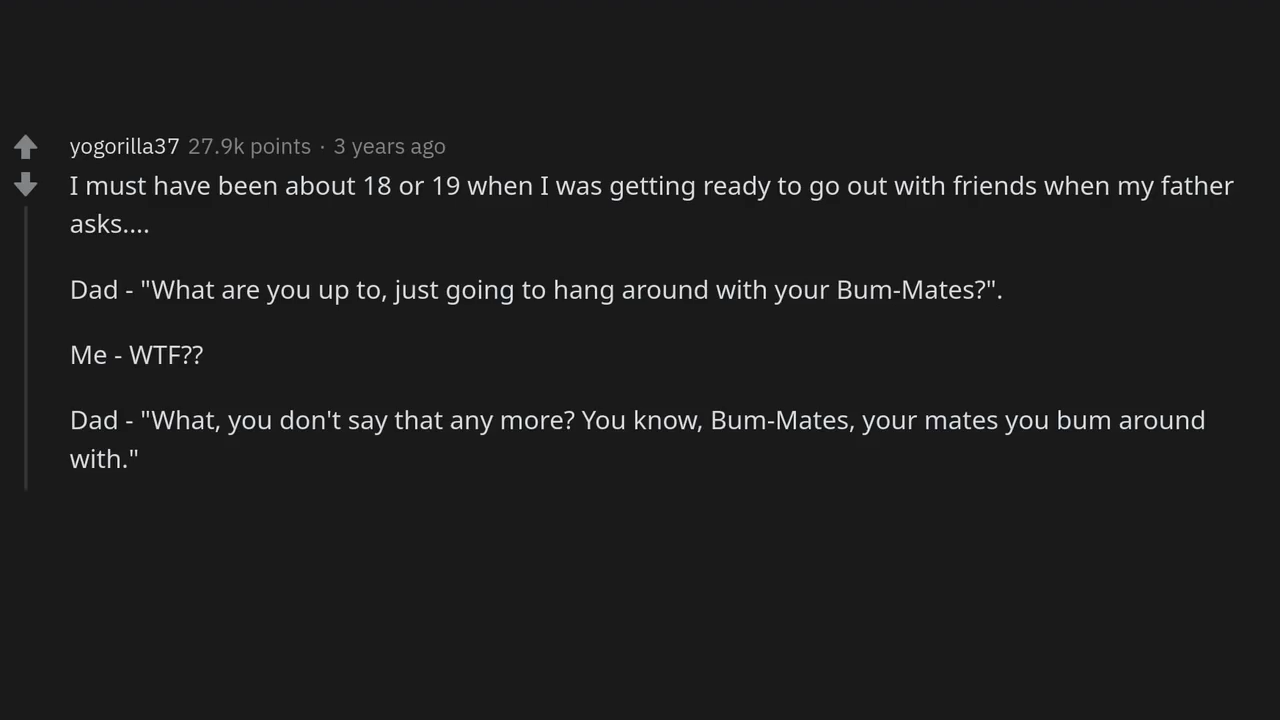 yogorilla37 27.9k points · 3 years ago
I must have been about 18 or 19 when I was getting ready to go out with friends when my father
asks....
Dad - "What are you up to, just going to hang around with your Bum-Mates?".
Me - WTF??
Dad - "What, you don't say that any more? You know, Bum-Mates, your mates you bum around
with."